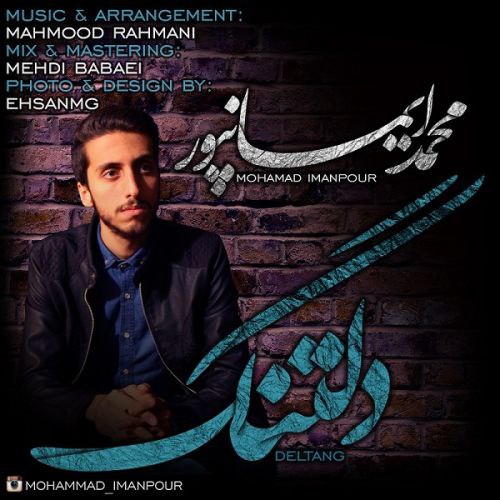 MUSIC & ARRANGEMENT:
MAHMOOD RAHMANI
MIX & MASTERING:
MEHDI BABAEI
PHOTO & DESIGN BY:
EHSANMG
محمد ایمانپور
MOHAMAD IMANPOUR
دلتنگ
DELTANG
MOHAMMAD_IMANPOUR